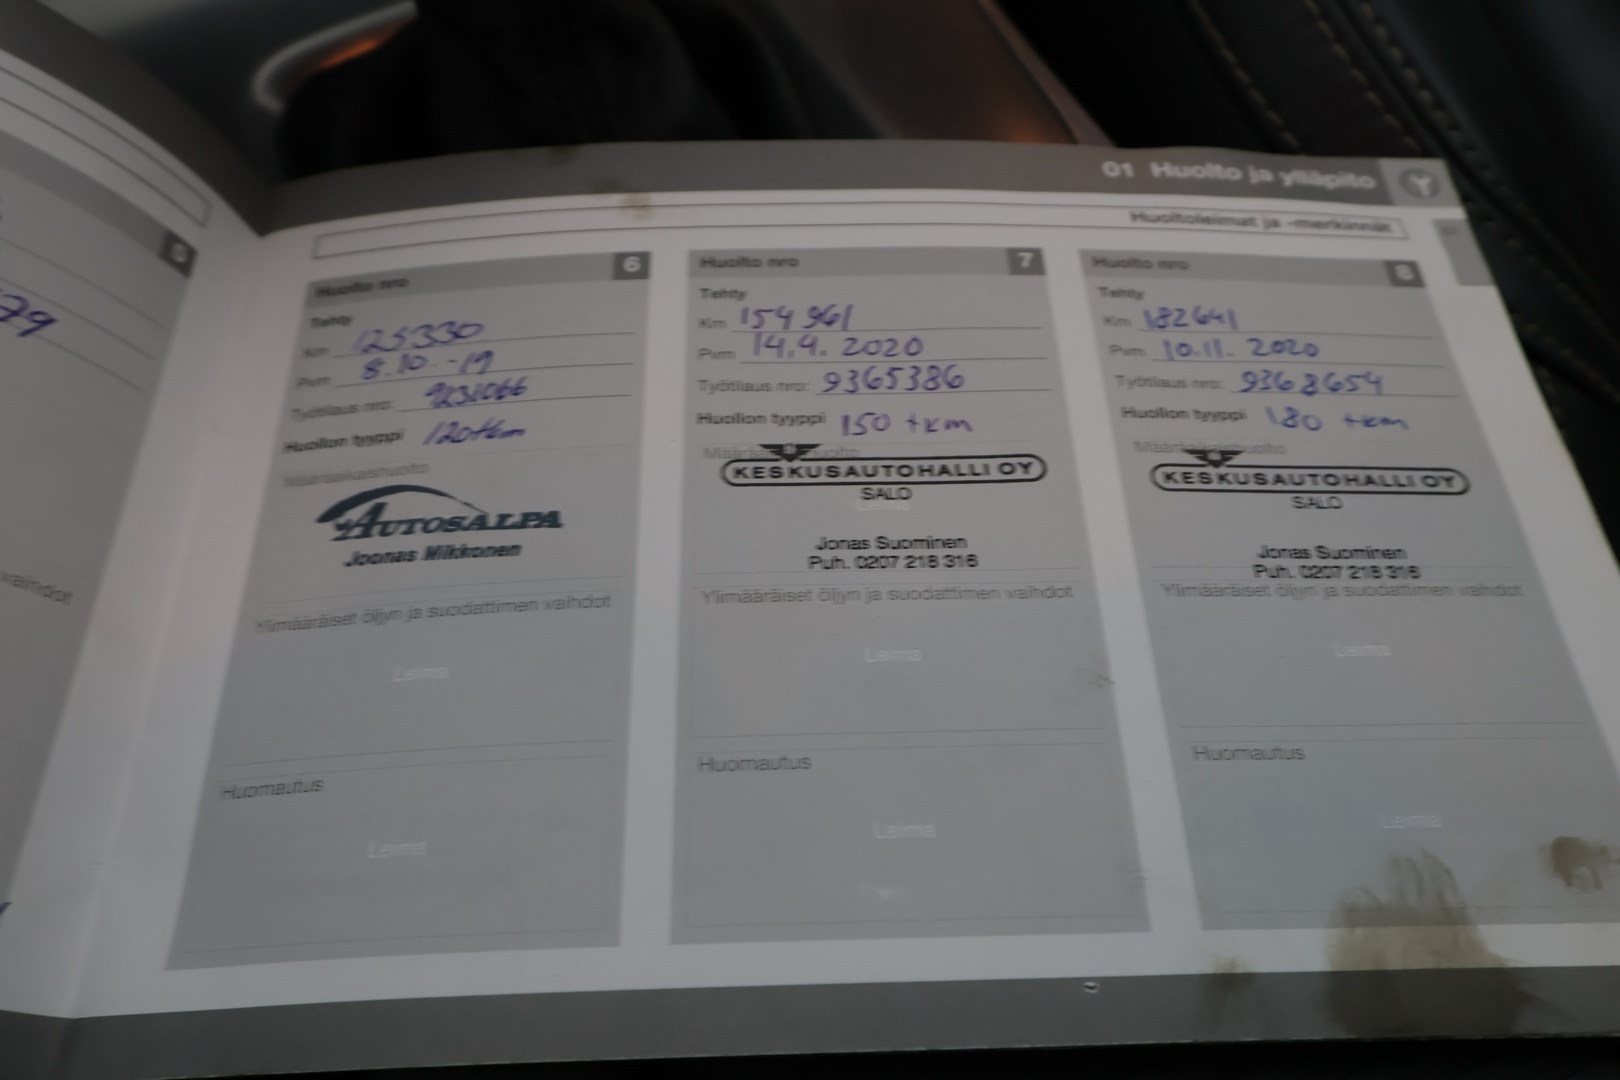 5
79
vaihdot
01 Huolto ja ylläpito
Huoltoleimat ja -merkinnät
Huolto nro 6
Tehty
Km 125330
Pvm 8.10.-19
Työtilaus nro:
Huollon tyyppi 120tkm
Määräaikaishuolto
AUTOSALPA
Joonas Mikkonen
Ylimääräiset öljyn ja suodattimen vaihdot
Leima
Huomautus
Leima
Huolto nro 7
Tehty
Km 154961
Pvm 14.4. 2020
Työtilaus nro: 9365386
Huollon tyyppi 150 tkm
KESKUSAUTOHALLI OY
SALO
Leima
Jonas Suominen
Puh. 0207 218 316
Ylimääräiset öljyn ja suodattimen vaihdot
Leima
Huomautus
Leima
Huolto nro 8
Tehty
Km 182641
Pvm 10.11. 2020
Työtilaus nro: 9368654
Huollon tyyppi 180 tkm
KESKUSAUTOHALLI OY
SALO
Jonas Suominen
Puh. 0207 218 316
Ylimääräiset öljyn ja suodattimen vaihdot
Leima
Huomautus
Leima